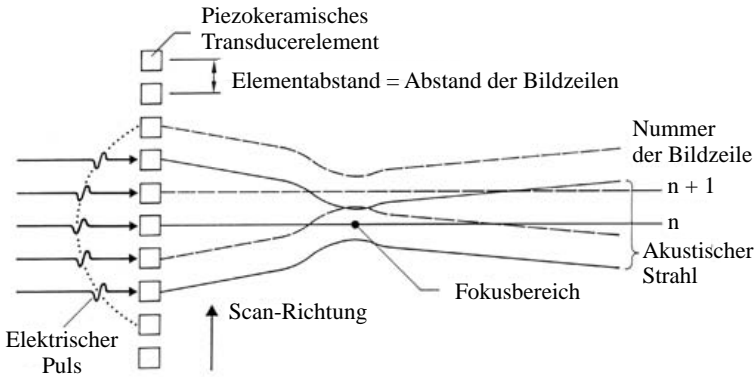 Piezokeramisches
Transducerelement
Elementabstand = Abstand der Bildzeilen
Nummer
der Bildzeile
n + 1
n
Akustischer
Strahl
Fokusbereich
Scan-Richtung
Elektrischer
Puls